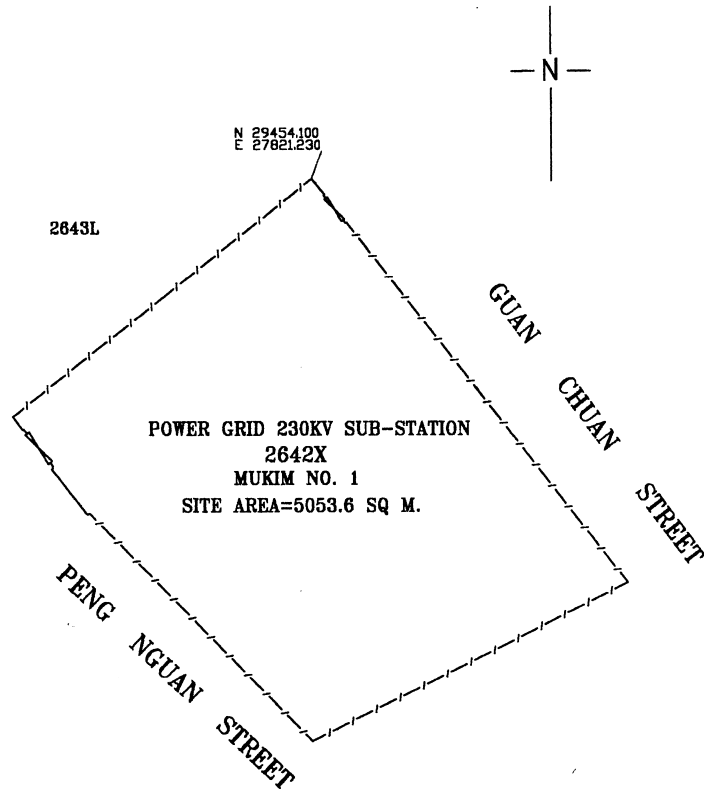 N
N 29454.100
E 27821.230
2643L
GUAN CHUAN STREET
POWER GRID 230KV SUB-STATION
2642X
MUKIM NO. 1
SITE AREA=5053.6 SQ M.
PENG NGUAN STREET